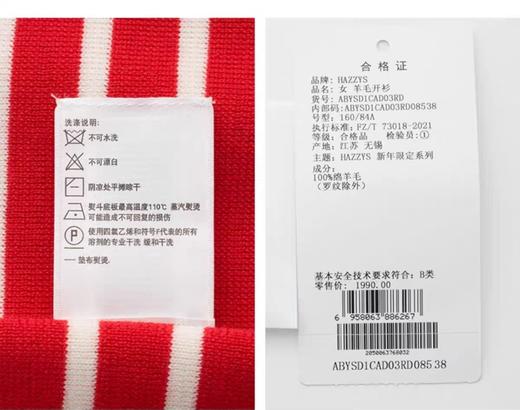 洗涤说明:
不可水洗
不可漂白
阴凉处平摊晾干
熨斗底板最高温度110℃ 蒸汽熨烫
可能造成不可回复的损伤
P
使用四氯乙烯和符号F代表的所有
溶剂的专业干洗 缓和干洗
— 垫布熨烫.
合格证
品牌: HAZZYS
品名: 女 羊毛开衫
货号: ABYSD1CAD03RD
内部码: ABYSD1CAD03RD08538
号型: 160/84A
执行标准: FZ/T 73018-2021
等级: 合格品 检验员:①
产地: 江苏 无锡
主题: HAZZYS 新年限定系列
成分:
100%绵羊毛
(罗纹除外)
基本安全技术要求符合: B类
零售价: 1990.00
6 958063 886267
2050063768032
ABYSD1CAD03RD08538